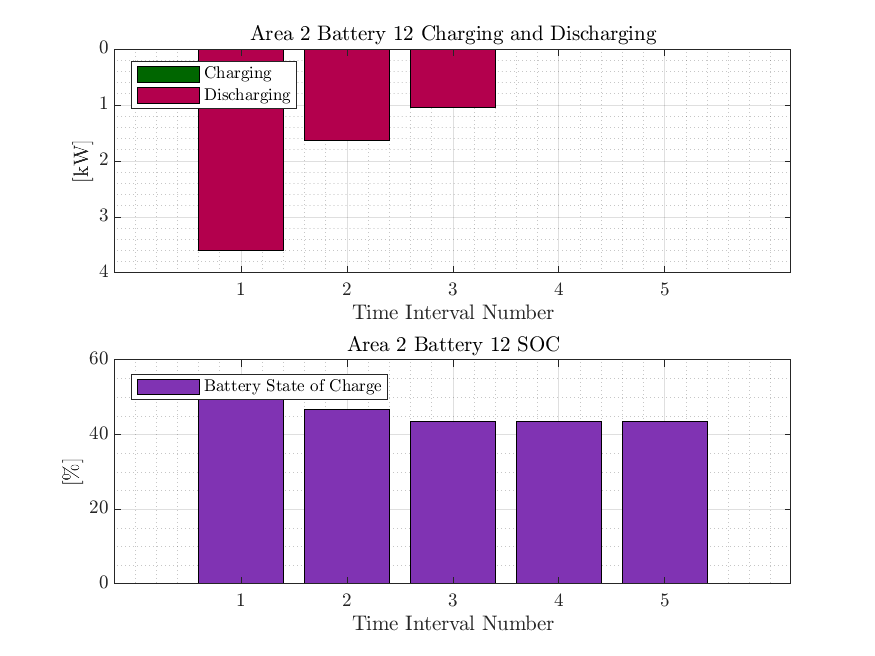 Area 2 Battery 12 Charging and Discharging
0
Charging
Discharging
1
[kW]
2
3
4
1 2 3 4 5
Time Interval Number
Area 2 Battery 12 SOC
60
Battery State of Charge
40
[%]
20
0
1 2 3 4 5
Time Interval Number